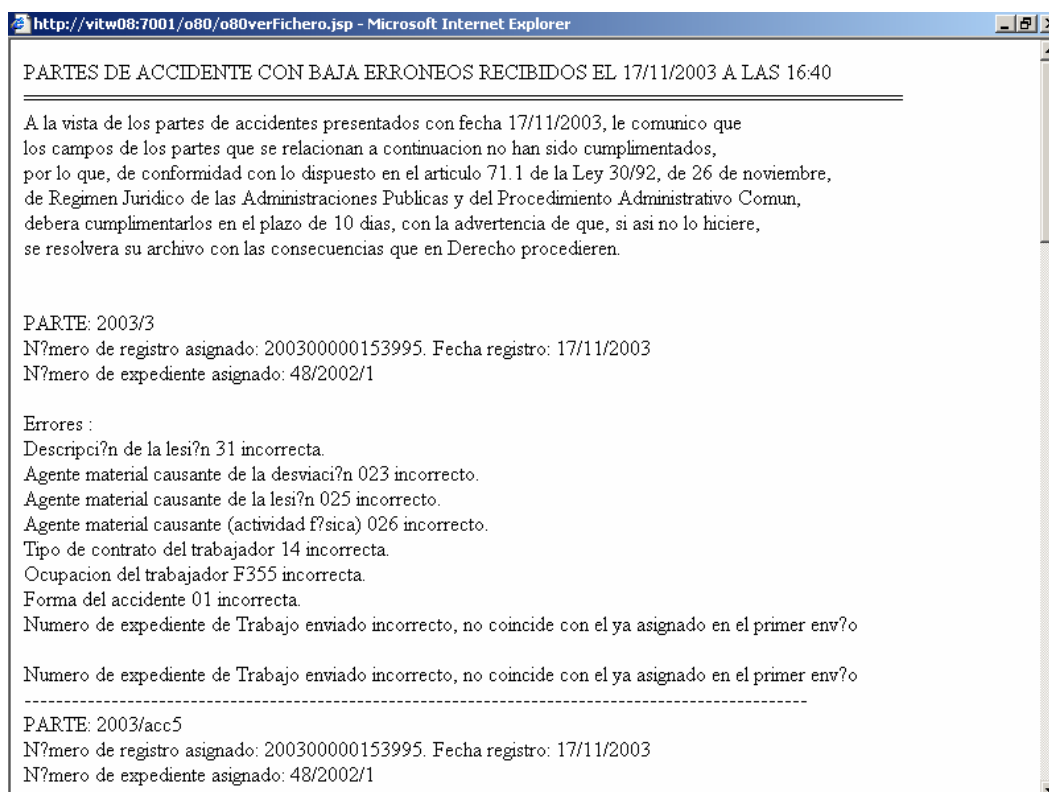 http://vitw08:7001/o80/o80verFichero.jsp - Microsoft Internet Explorer
PARTES DE ACCIDENTE CON BAJA ERRONEOS RECIBIDOS EL 17/11/2003 A LAS 16:40
A la vista de los partes de accidentes presentados con fecha 17/11/2003, le comunico que
los campos de los partes que se relacionan a continuacion no han sido cumplimentados,
por lo que, de conformidad con lo dispuesto en el articulo 71.1 de la Ley 30/92, de 26 de noviembre,
de Regimen Juridico de las Administraciones Publicas y del Procedimiento Administrativo Comun,
debera cumplimentarlos en el plazo de 10 dias, con la advertencia de que, si asi no lo hiciere,
se resolvera su archivo con las consecuencias que en Derecho procedieren.
PARTE: 2003/3
N?mero de registro asignado: 200300000153995. Fecha registro: 17/11/2003
N?mero de expediente asignado: 48/2002/1
Errores :
Descripci?n de la lesi?n 31 incorrecta.
Agente material causante de la desviaci?n 023 incorrecto.
Agente material causante de la lesi?n 025 incorrecto.
Agente material causante (actividad f?sica) 026 incorrecto.
Tipo de contrato del trabajador 14 incorrecta.
Ocupacion del trabajador F355 incorrecta.
Forma del accidente 01 incorrecta.
Numero de expediente de Trabajo enviado incorrecto, no coincide con el ya asignado en el primer env?o
Numero de expediente de Trabajo enviado incorrecto, no coincide con el ya asignado en el primer env?o
----------------------------------------------------------------------------------------------------
PARTE: 2003/acc5
N?mero de registro asignado: 200300000153995. Fecha registro: 17/11/2003
N?mero de expediente asignado: 48/2002/1